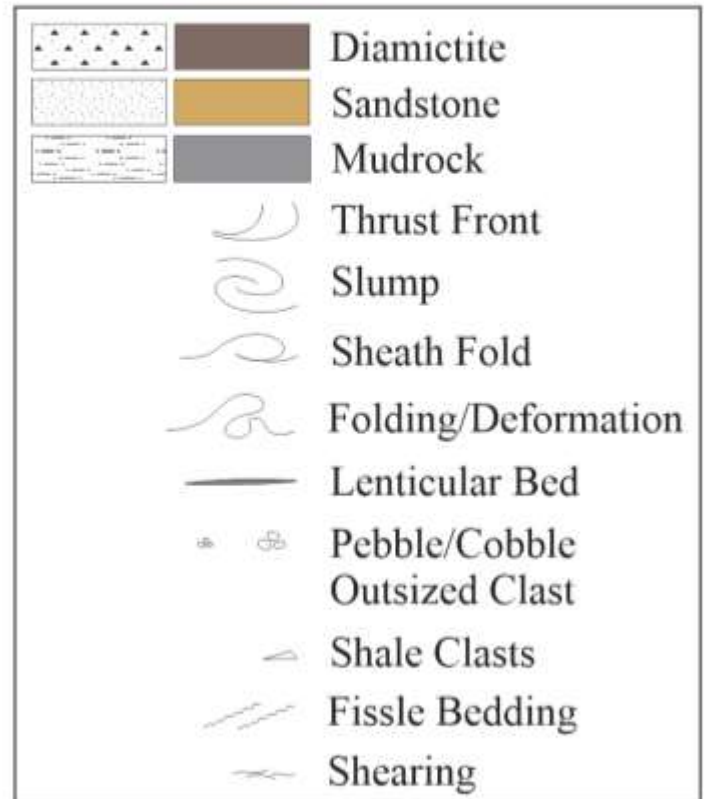 Diamictite
Sandstone
Mudrock
Thrust Front
Slump
Sheath Fold
Folding/Deformation
Lenticular Bed
Pebble/Cobble
Outsized Clast
Shale Clasts
Fissle Bedding
Shearing